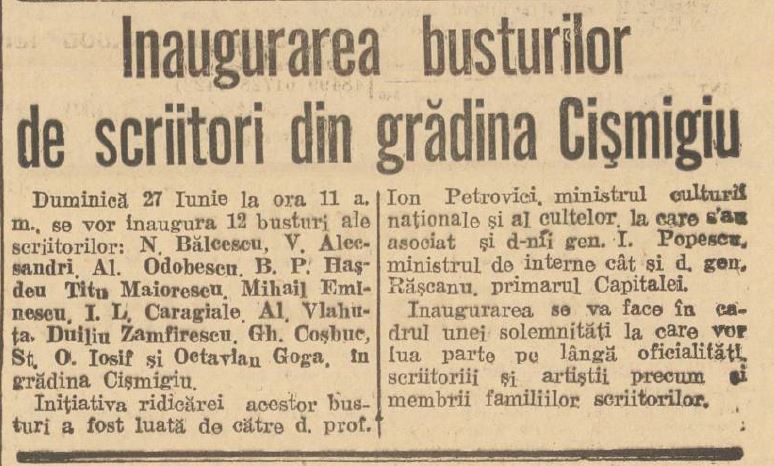 Inaugurarea busturilor
de scriitori din grădina Cişmigiu
Duminică 27 Iunie la ora 11 a.
m., se vor inaugura 12 busturi ale
scriitorilor: N. Bălcescu, V. Alec-
sandri, Al. Odobescu, B. P. Haş-
deu Titu Maiorescu, Mihail Emi-
nescu, I. L. Caragiale, Al. Vlahu-
ţa, Duiliu Zamfirescu, Gh. Coşbuc,
St. O. Iosif şi Octavian Goga, în
grădina Cişmigiu.
Iniţiativa ridicărei acestor bus-
turi a fost luată de către d. prof.
Ion Petrovici, ministrul culturii
naţionale şi al cultelor, la care s'au
asociat şi d-nii gen. I. Popescu,
ministrul de interne cât şi d. gen.
Răşcanu, primarul Capitalei.
Inaugurarea se va face în ca-
drul unei solemnităţi la care vor
lua parte pe lângă oficialităţi,
scriitoriii şi artiştii precum şi
membrii familiilor scriitorilor.